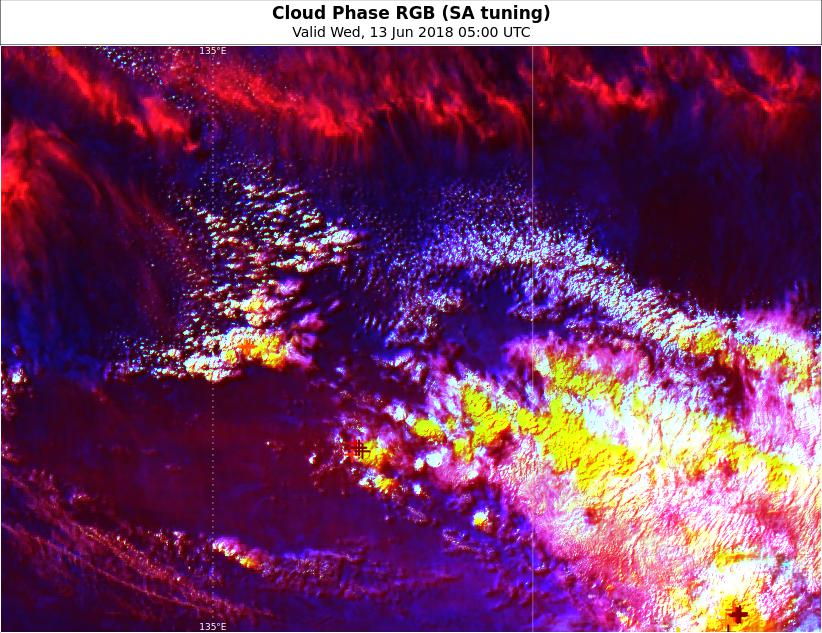 Cloud Phase RGB (SA tuning)
Valid Wed, 13 Jun 2018 05:00 UTC
135°E
135°E